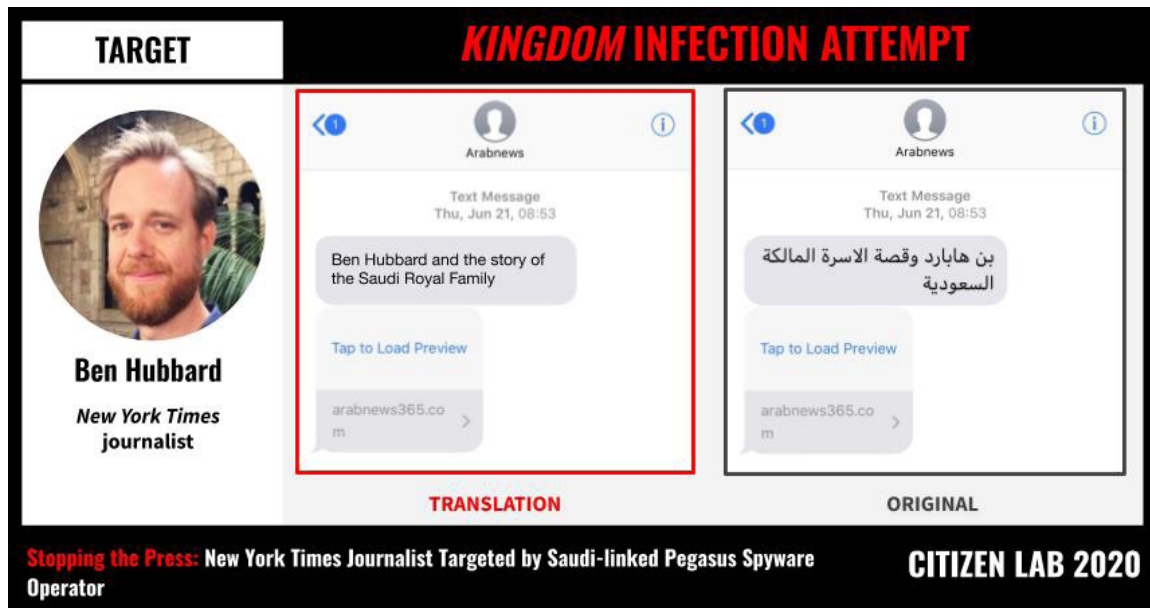 TARGET
KINGDOM INFECTION ATTEMPT
Ben Hubbard
New York Times
journalist
1
Arabnews
Text Message
Thu, Jun 21, 08:53
Ben Hubbard and the story of
the Saudi Royal Family
Tap to Load Preview
arabnews365.co
m
TRANSLATION
1
Arabnews
Text Message
Thu, Jun 21, 08:53
بن هابارد وقصة الاسرة المالكة
السعودية
Tap to Load Preview
arabnews365.co
m
ORIGINAL
Stopping the Press: New York Times Journalist Targeted by Saudi-linked Pegasus Spyware
Operator
CITIZEN LAB 2020